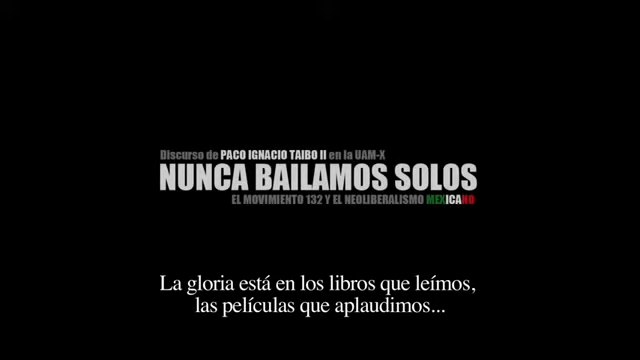 Discurso de PACO IGNACIO TAIBO II en la UAM-X
NUNCA BAILAMOS SOLOS
EL MOVIMIENTO 132 Y EL NEOLIBERALISMO MEXICANO
La gloria está en los libros que leímos,
las películas que aplaudimos...